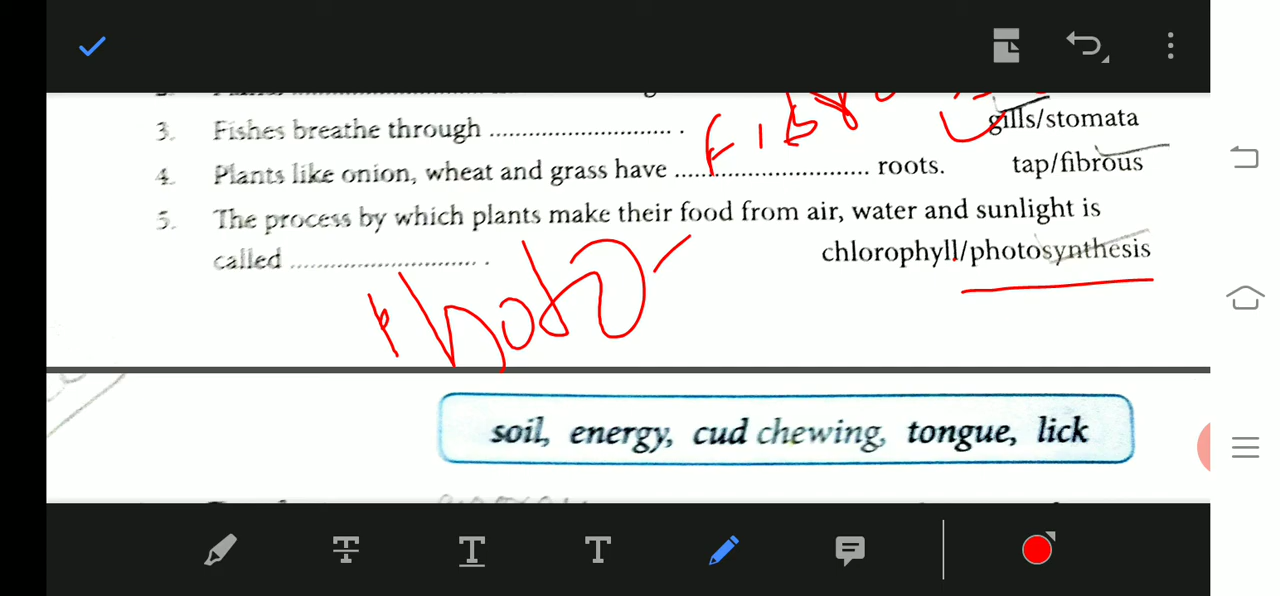 3. Fishes breathe through ............................ . gills/stomata
Fibro
4. Plants like onion, wheat and grass have ............................ roots. tap/fibrous
5. The process by which plants make their food from air, water and sunlight is
called ............................ . chlorophyll/photosynthesis
Photo
soil, energy, cud chewing, tongue, lick